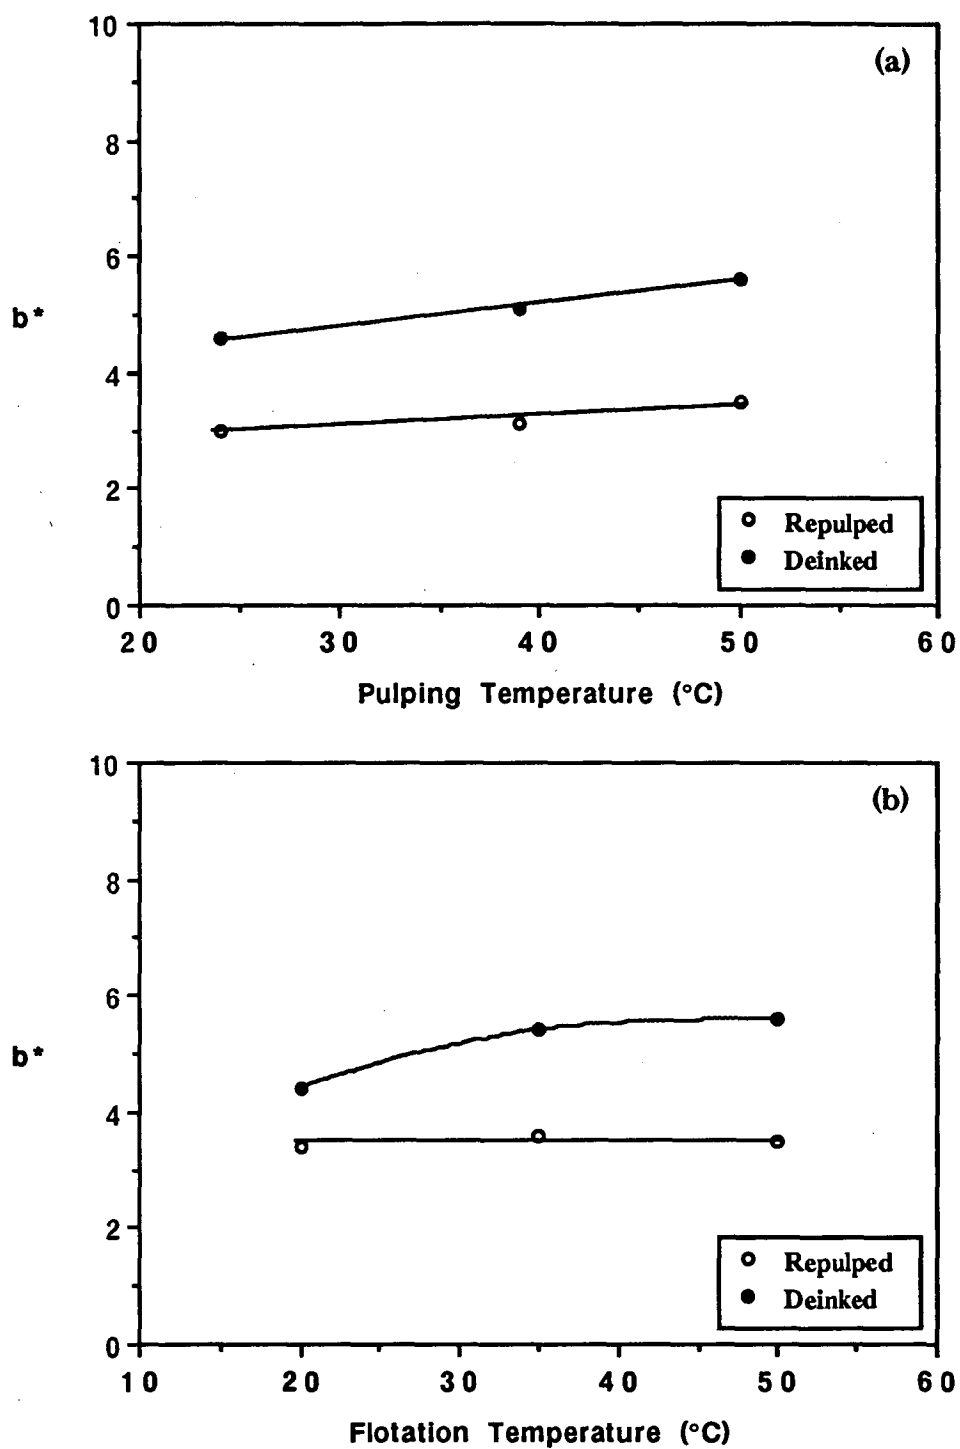 10
(a)
8
6
b*
4
2
Repulped
Deinked
0
20 30 40 50 60
Pulping Temperature (°C)
10
(b)
8
6
b*
4
2
Repulped
Deinked
0
10 20 30 40 50 60
Flotation Temperature (°C)